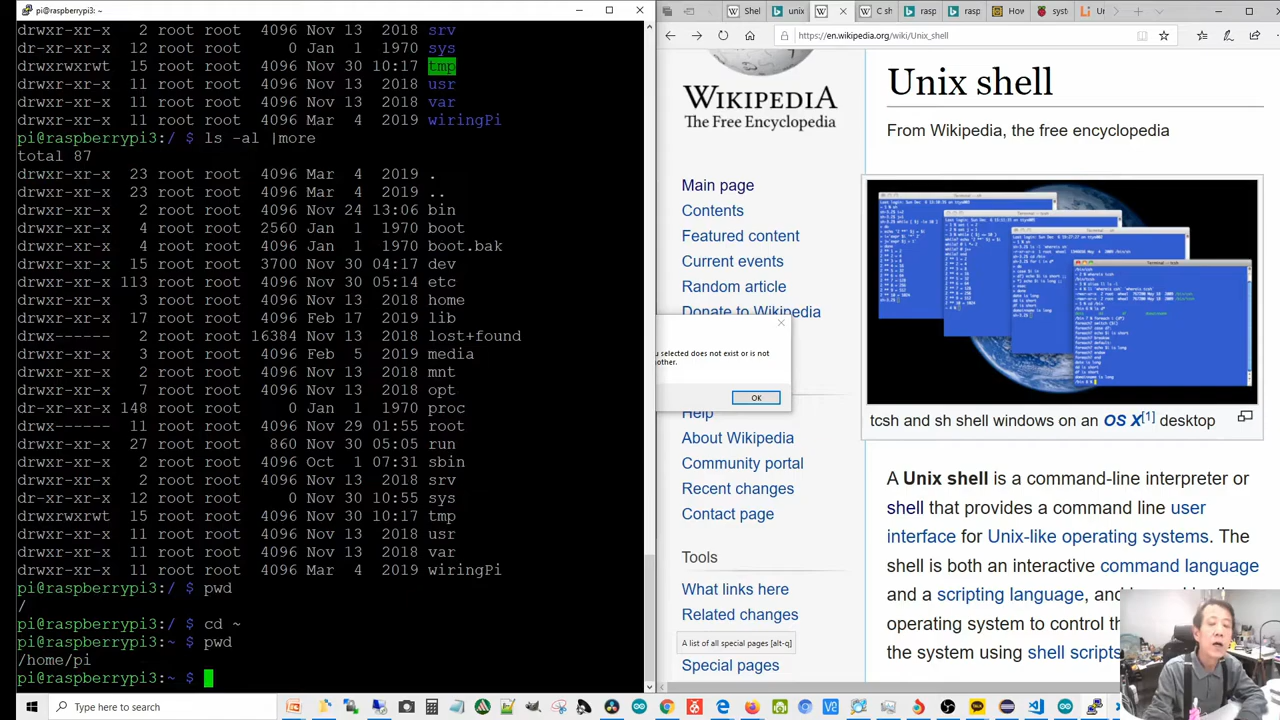 pi@raspberrypi3: ~
drwxr-xr-x   2 root root  4096 Nov 13  2018 srv
drwxr-xr-x  12 root root     0 Jan  1  1970 sys
drwxrwxrwt  15 root root  4096 Nov 30 10:17 tmp
drwxr-xr-x  11 root root  4096 Nov 13  2018 usr
drwxr-xr-x  11 root root  4096 Nov 13  2018 var
drwxr-xr-x  11 root root  4096 Mar  4  2019 wiringPi
pi@raspberrypi3:/ $ ls -al |more
total 87
drwxr-xr-x  23 root root  4096 Mar  4  2019 .
drwxr-xr-x  23 root root  4096 Mar  4  2019 ..
drwxr-xr-x   2 root root  4096 Nov 24 13:06 bin
drwxr-xr-x   4 root root  2560 Jan  1  1970 boot
drwxr-xr-x   4 root root  4096 Jan  1  1970 boot.bak
drwxr-xr-x  15 root root  3700 Nov 24 14:17 dev
drwxr-xr-x 113 root root  4096 Nov 30 08:14 etc
drwxr-xr-x   3 root root  4096 Nov 13  2018 home
drwxr-xr-x  17 root root  4096 Feb 17  2019 lib
drwx------   2 root root 16384 Nov 13  2018 lost+found
drwxr-xr-x   3 root root  4096 Feb  5  2019 media
drwxr-xr-x   2 root root  4096 Nov 13  2018 mnt
drwxr-xr-x   7 root root  4096 Nov 13  2018 opt
dr-xr-xr-x 148 root root     0 Jan  1  1970 proc
drwx------  11 root root  4096 Nov 29 01:55 root
drwxr-xr-x  27 root root   860 Nov 30 05:05 run
drwxr-xr-x   2 root root  4096 Oct  1 07:31 sbin
drwxr-xr-x   2 root root  4096 Nov 13  2018 srv
dr-xr-xr-x  12 root root     0 Nov 30 10:55 sys
drwxrwxrwt  15 root root  4096 Nov 30 10:17 tmp
drwxr-xr-x  11 root root  4096 Nov 13  2018 usr
drwxr-xr-x  11 root root  4096 Nov 13  2018 var
drwxr-xr-x  11 root root  4096 Mar  4  2019 wiringPi
pi@raspberrypi3:/ $ pwd
/
pi@raspberrypi3:/ $ cd ~
pi@raspberrypi3:~ $ pwd
/home/pi
pi@raspberrypi3:~ $
Shel
unix
C sh
rasp
rasp
How
syst
https://en.wikipedia.org/wiki/Unix_shell
WIKIPEDIA
The Free Encyclopedia
Main page
Contents
Featured content
Current events
Random article
Donate to Wikipedia
selected does not exist or is not
other.
OK
Help
About Wikipedia
Community portal
Recent changes
Contact page
Tools
What links here
Related changes
A list of all special pages [alt-q]
Special pages
Unix shell
From Wikipedia, the free encyclopedia
tcsh and sh shell windows on an OS X[1] desktop
A Unix shell is a command-line interpreter or
shell that provides a command line user
interface for Unix-like operating systems. The
shell is both an interactive command language
and a scripting language, and
operating system to control
the system using shell scripts
Type here to search